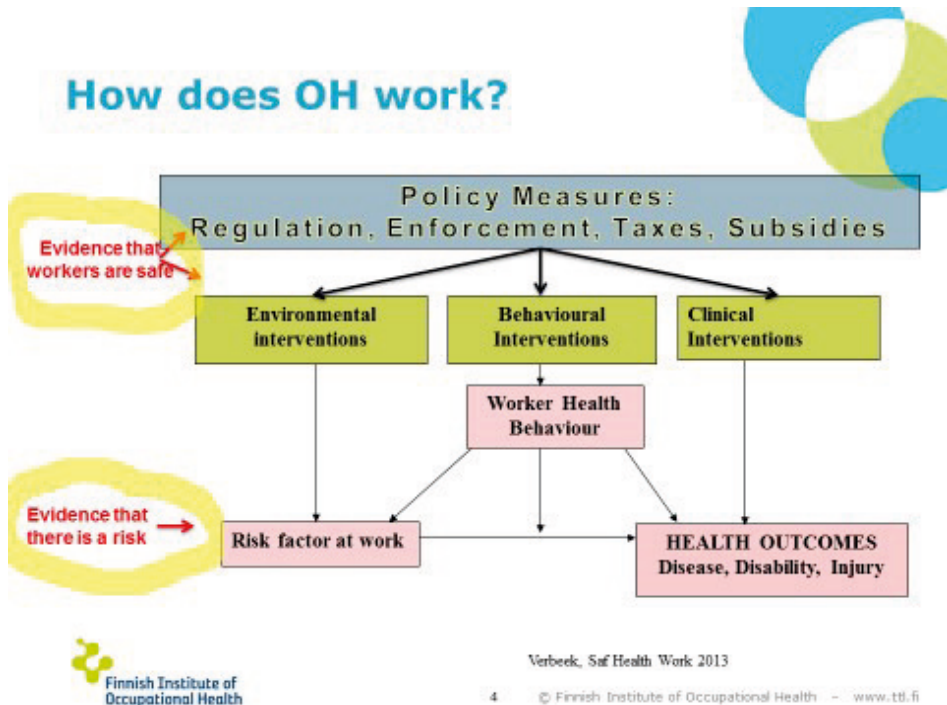 How does OH work?
Policy Measures:
Regulation, Enforcement, Taxes, Subsidies
Evidence that
workers are safe
Environmental
interventions
Behavioural
Interventions
Clinical
Interventions
Worker Health
Behaviour
Evidence that
there is a risk
Risk factor at work
HEALTH OUTCOMES
Disease, Disability, Injury
Verbeek, Saf Health Work 2013
Finnish Institute of
Occupational Health
4 © Finnish Institute of Occupational Health – www.ttl.fi